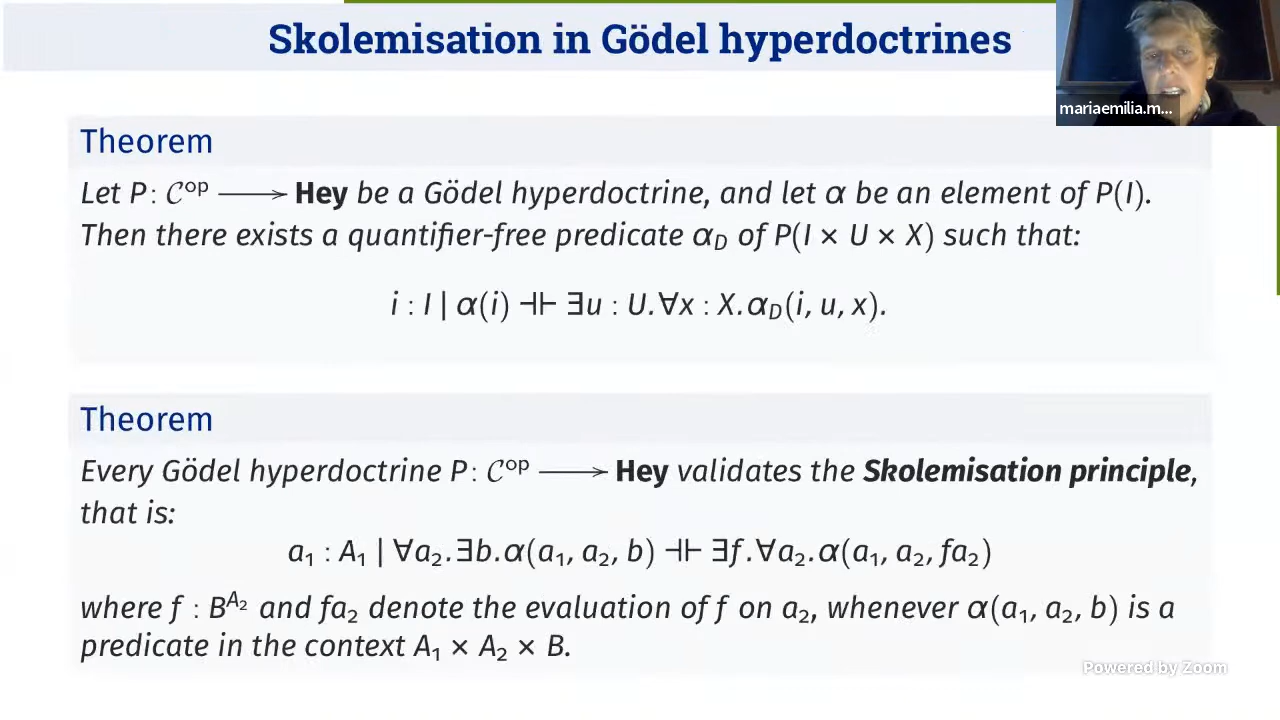 Skolemisation in Gödel hyperdoctrines
mariaemilia.m...
Theorem
Let P: 𝒞ᵒᵖ ⟶ Hey be a Gödel hyperdoctrine, and let α be an element of P(I).
Then there exists a quantifier-free predicate α_D of P(I × U × X) such that:
i : I | α(i) ⊣⊢ ∃u : U.∀x : X.α_D(i, u, x).
Theorem
Every Gödel hyperdoctrine P: 𝒞ᵒᵖ ⟶ Hey validates the Skolemisation principle,
that is:
a₁ : A₁ | ∀a₂.∃b.α(a₁, a₂, b) ⊣⊢ ∃f.∀a₂.α(a₁, a₂, fa₂)
where f : B^{A₂} and fa₂ denote the evaluation of f on a₂, whenever α(a₁, a₂, b) is a
predicate in the context A₁ × A₂ × B.
Powered by Zoom